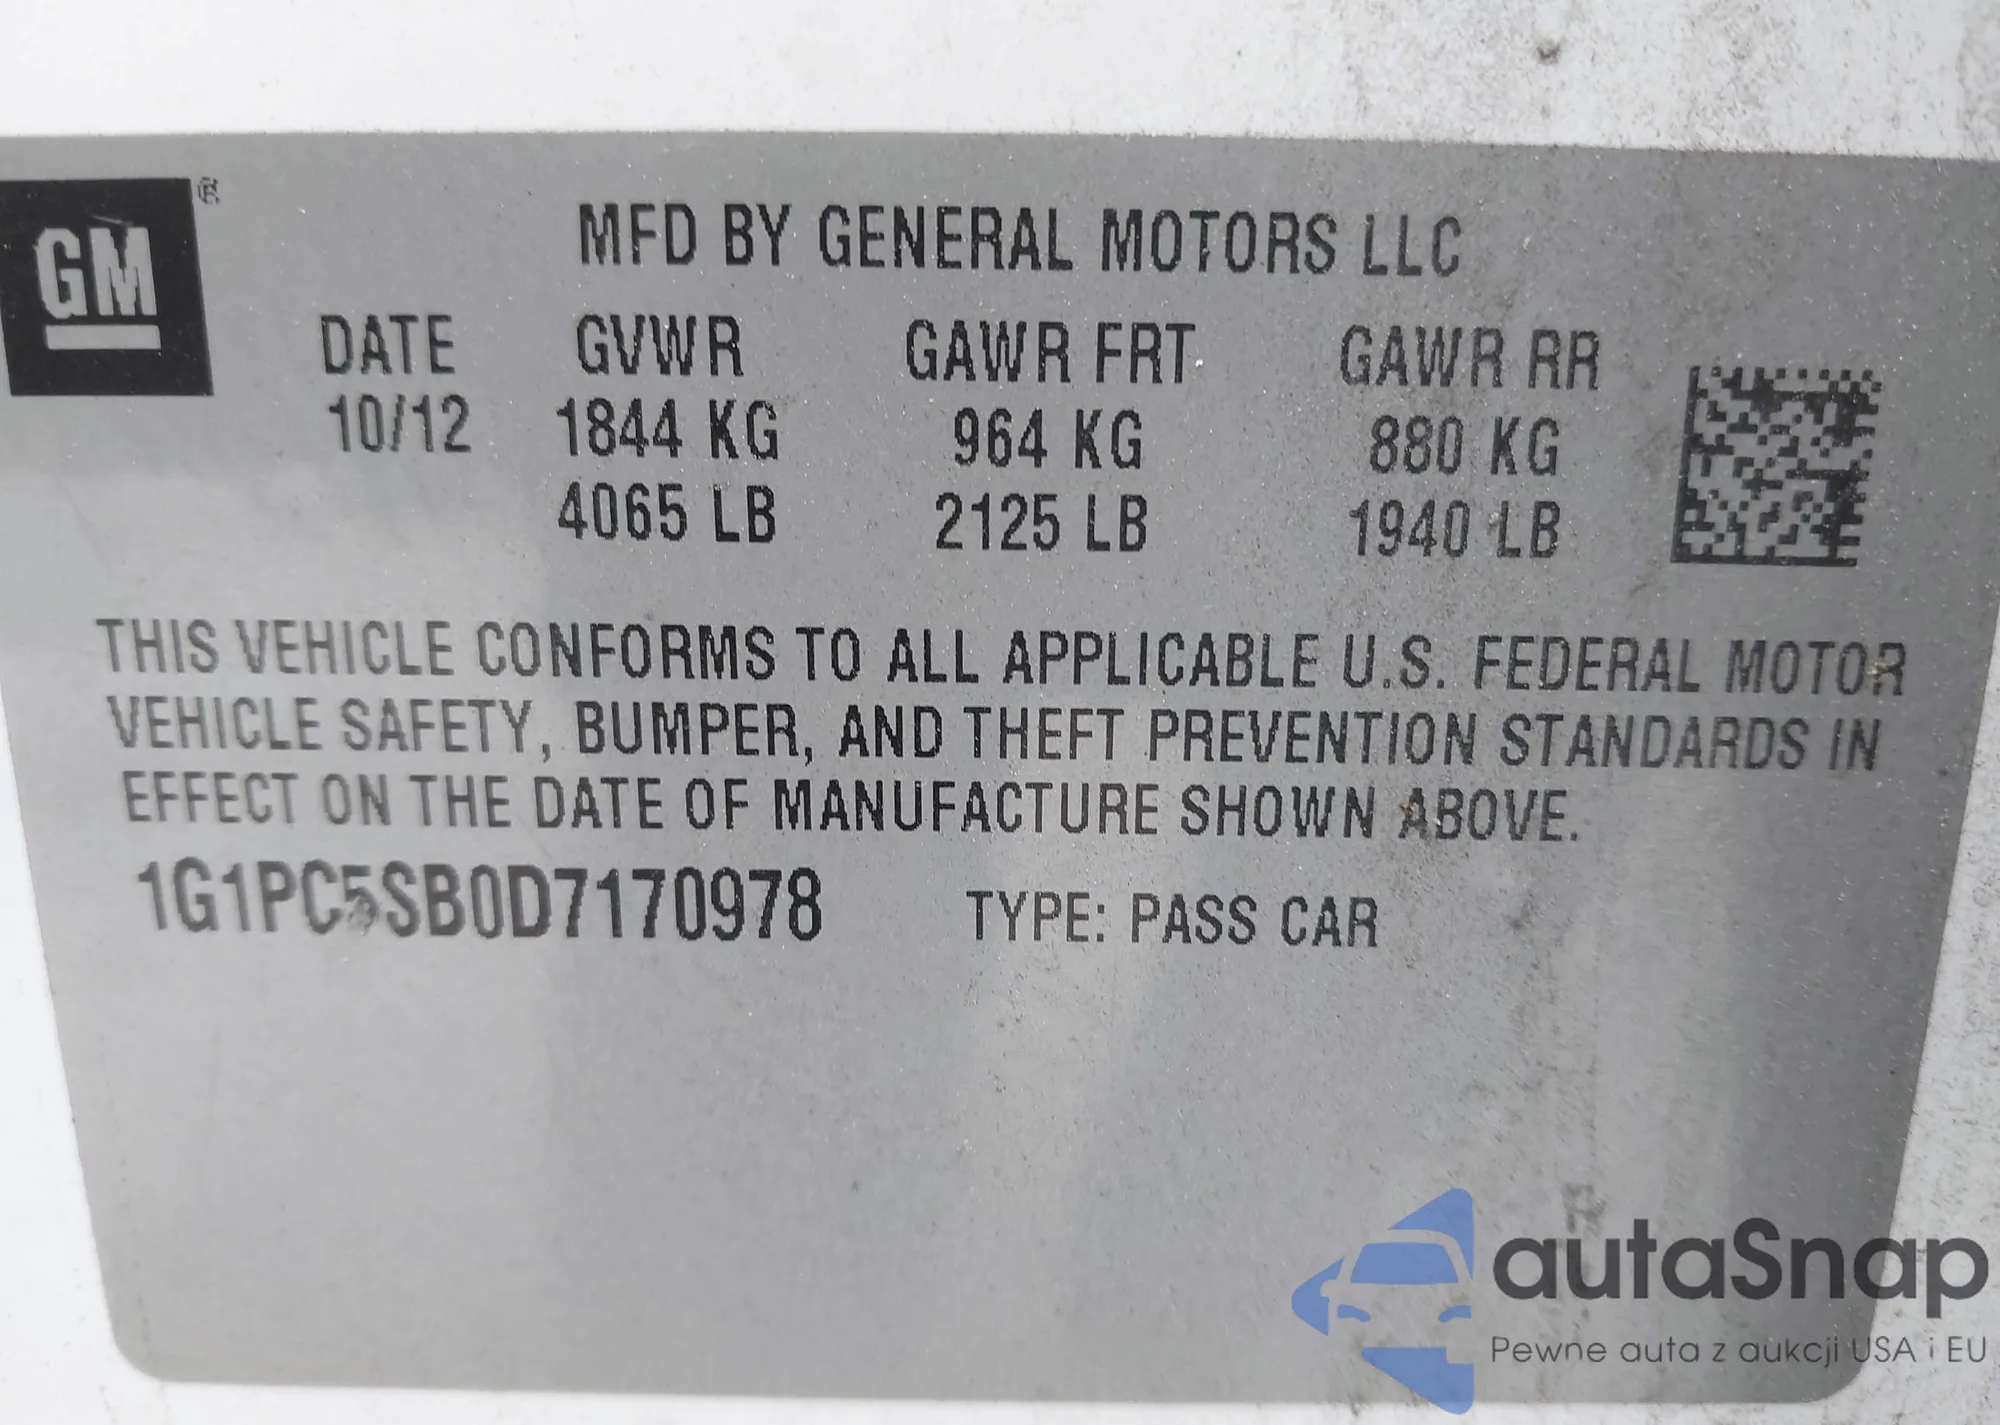 GM ®
MFD BY GENERAL MOTORS LLC
DATE GVWR GAWR FRT GAWR RR
10/12 1844 KG 964 KG 880 KG
4065 LB 2125 LB 1940 LB
THIS VEHICLE CONFORMS TO ALL APPLICABLE U.S. FEDERAL MOTOR
VEHICLE SAFETY, BUMPER, AND THEFT PREVENTION STANDARDS IN
EFFECT ON THE DATE OF MANUFACTURE SHOWN ABOVE.
1G1PC5SB0D7170978 TYPE: PASS CAR
autaSnap
Pewne auta z aukcji USA i EU